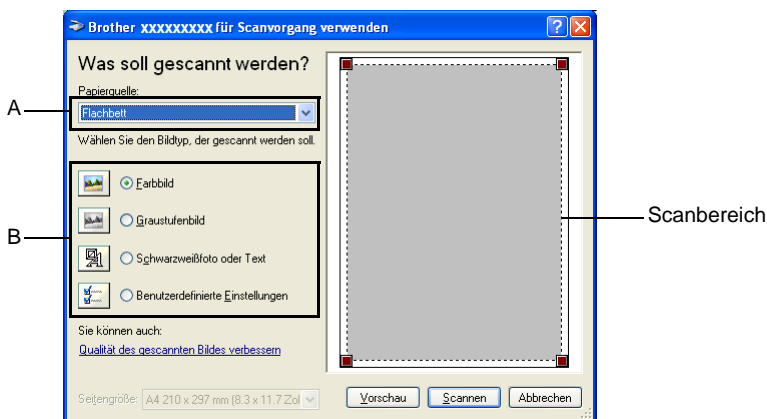 Brother xxxxxxxxx für Scanvorgang verwenden
Was soll gescannt werden?
Papierquelle:
A
Flachbett
Wählen Sie den Bildtyp, der gescannt werden soll.
Farbbild
Graustufenbild
Scanbereich
B
Schwarzweißfoto oder Text
Benutzerdefinierte Einstellungen
Sie können auch:
Qualität des gescannten Bildes verbessern
Seitengröße: A4 210 x 297 mm (8.3 x 11.7 Zol
Vorschau Scannen Abbrechen